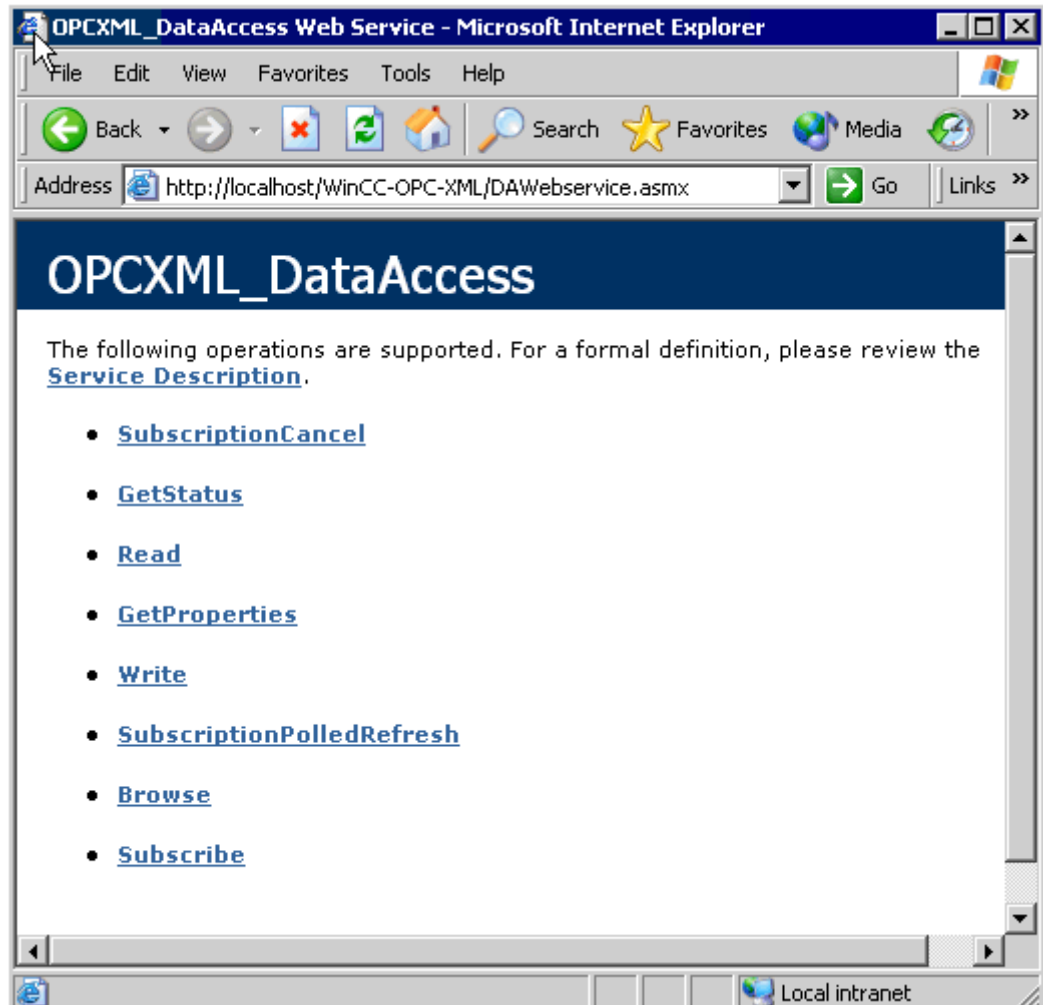 OPCXML_DataAccess Web Service - Microsoft Internet Explorer
File Edit View Favorites Tools Help
Back Search Favorites Media »
Address http://localhost/WinCC-OPC-XML/DAWebservice.asmx Go Links »
OPCXML_DataAccess
The following operations are supported. For a formal definition, please review the
Service Description.
• SubscriptionCancel
• GetStatus
• Read
• GetProperties
• Write
• SubscriptionPolledRefresh
• Browse
• Subscribe
Local intranet